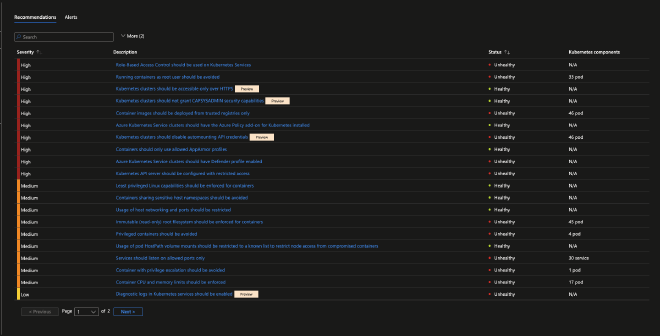 Recommendations Alerts
Search More (2)
Severity ↑ Description Status ↑↓ Kubernetes components
High Role-Based Access Control should be used on Kubernetes Services Unhealthy N/A
High Running containers as root user should be avoided Unhealthy 33 pod
High Kubernetes clusters should be accessible only over HTTPS Preview Healthy N/A
High Kubernetes clusters should not grant CAPSYSADMIN security capabilities Preview Healthy N/A
High Container images should be deployed from trusted registries only Unhealthy 46 pod
High Azure Kubernetes Service clusters should have the Azure Policy add-on for Kubernetes installed Healthy N/A
High Kubernetes clusters should disable automounting API credentials Preview Unhealthy 46 pod
High Containers should only use allowed AppArmor profiles Healthy N/A
High Azure Kubernetes Service clusters should have Defender profile enabled Unhealthy N/A
High Kubernetes API server should be configured with restricted access Unhealthy N/A
Medium Least privileged Linux capabilities should be enforced for containers Healthy N/A
Medium Containers sharing sensitive host namespaces should be avoided Healthy N/A
Medium Usage of host networking and ports should be restricted Healthy N/A
Medium Immutable (read-only) root filesystem should be enforced for containers Unhealthy 45 pod
Medium Privileged containers should be avoided Unhealthy 4 pod
Medium Usage of pod HostPath volume mounts should be restricted to a known list to restrict node access from compromised containers Healthy N/A
Medium Services should listen on allowed ports only Unhealthy 20 service
Medium Container with privilege escalation should be avoided Unhealthy 1 pod
Medium Container CPU and memory limits should be enforced Unhealthy 17 pod
Low Diagnostic logs in Kubernetes services should be enabled Preview Unhealthy N/A
< Previous Page 1 of 2 Next >